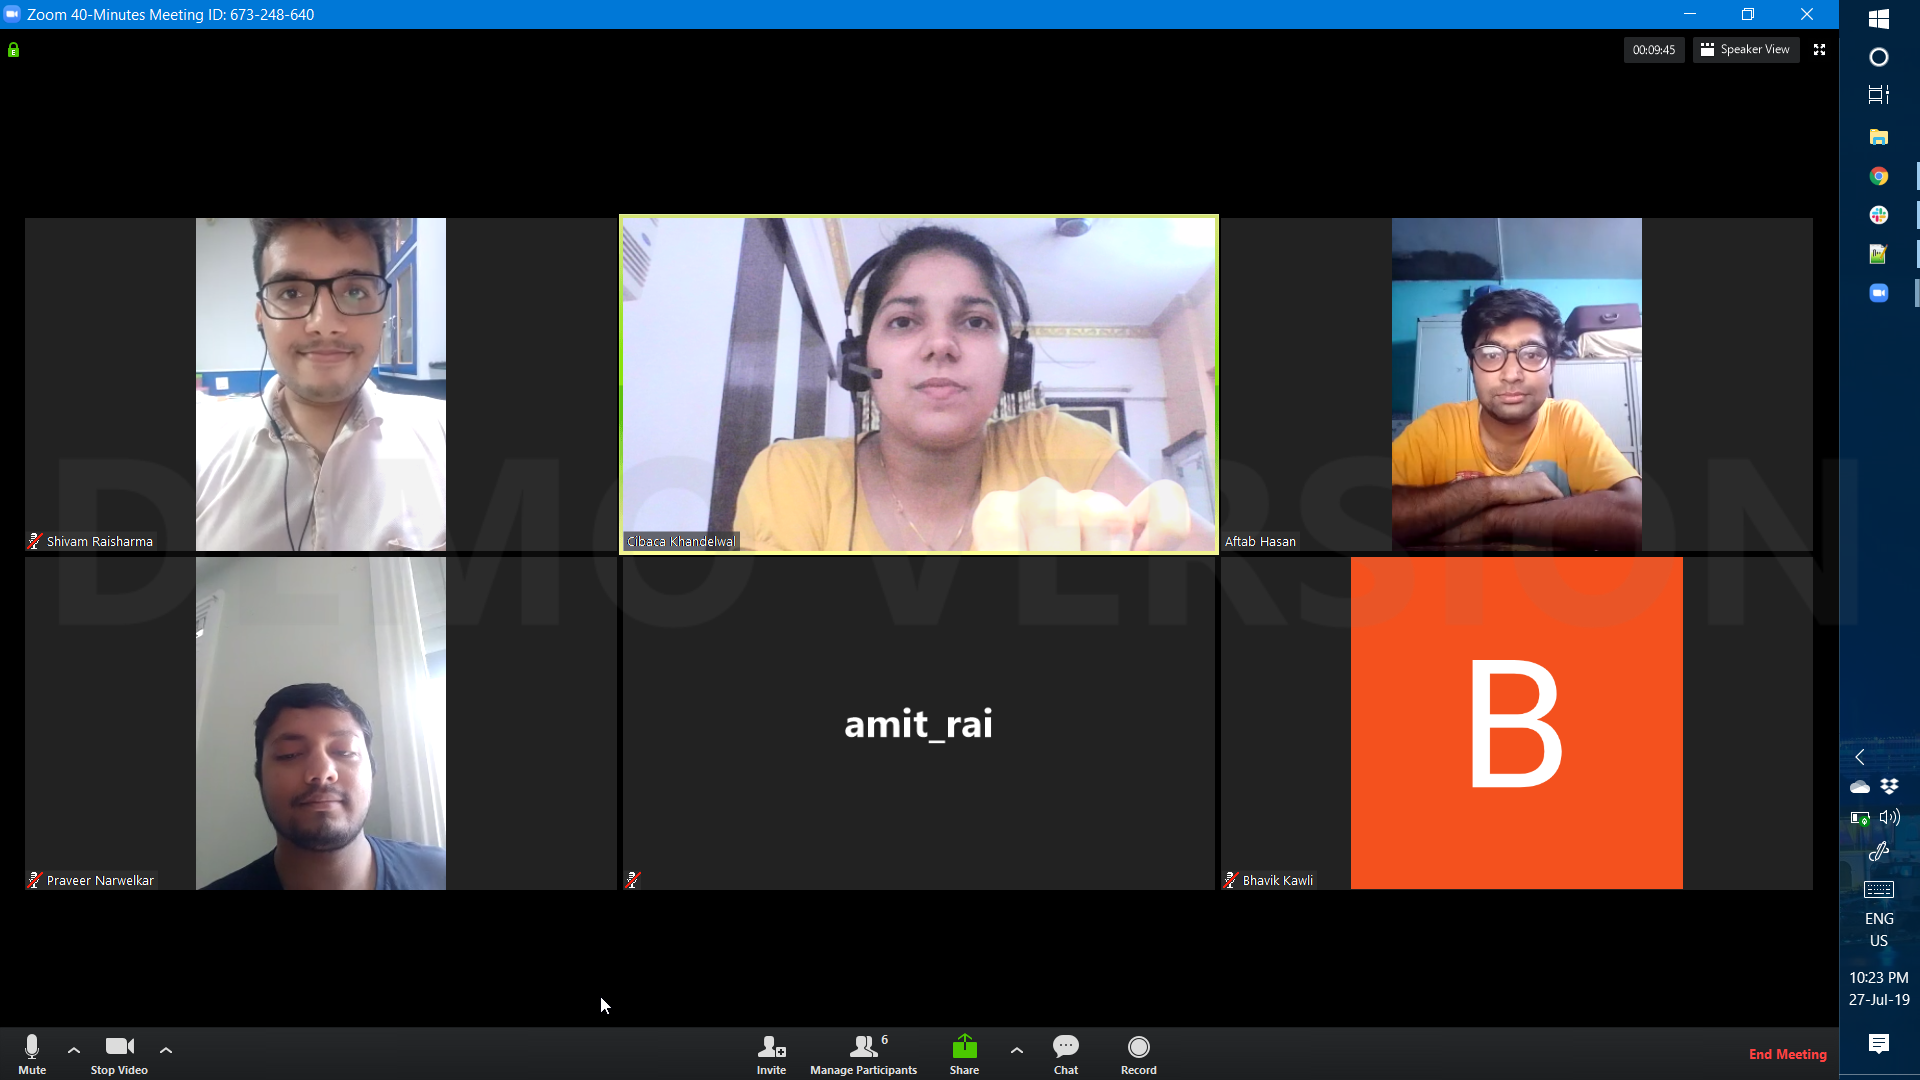 Zoom 40-Minutes Meeting ID: 673-248-640
00:09:45
Speaker View
Shivam Raisharma
Cibaca Khandelwal
Aftab Hasan
DEMO VERSION
amit_rai
B
Praveer Narwelkar
Bhavik Kawli
ENG
US
10:23 PM
27-Jul-19
Mute
Stop Video
Invite
6
Manage Participants
Share
Chat
Record
End Meeting